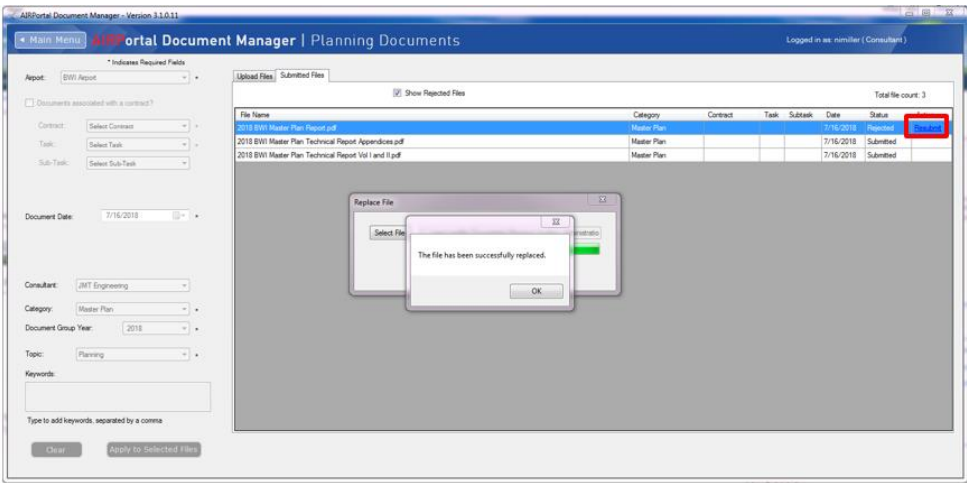 AIRPortal Document Manager - Version 3.1.0.11
Main Menu
AIRPortal Document Manager | Planning Documents
Logged in as: nimiller ( Consultant )
* Indicates Required Fields
Airport: BWI Airport *
Documents associated with a contract?
Contract: Select Contract *
Task: Select Task *
Sub-Task: Select Sub-Task
Document Date: 7/16/2018 *
Consultant: JMT Engineering
Category: Master Plan *
Document Group Year: 2018 *
Topic: Planning *
Keywords:
Type to add keywords, separated by a comma
Clear Apply to Selected Files
Upload Files Submitted Files
Show Rejected Files
Total file count: 3
File Name Category Contract Task Subtask Date Status
2018 BWI Master Plan Report.pdf Master Plan 7/16/2018 Rejected Resubmit
2018 BWI Master Plan Technical Report Appendices.pdf Master Plan 7/16/2018 Submitted
2018 BWI Master Plan Technical Report Vol I and II.pdf Master Plan 7/16/2018 Submitted
Replace File
Select File
The file has been successfully replaced.
OK